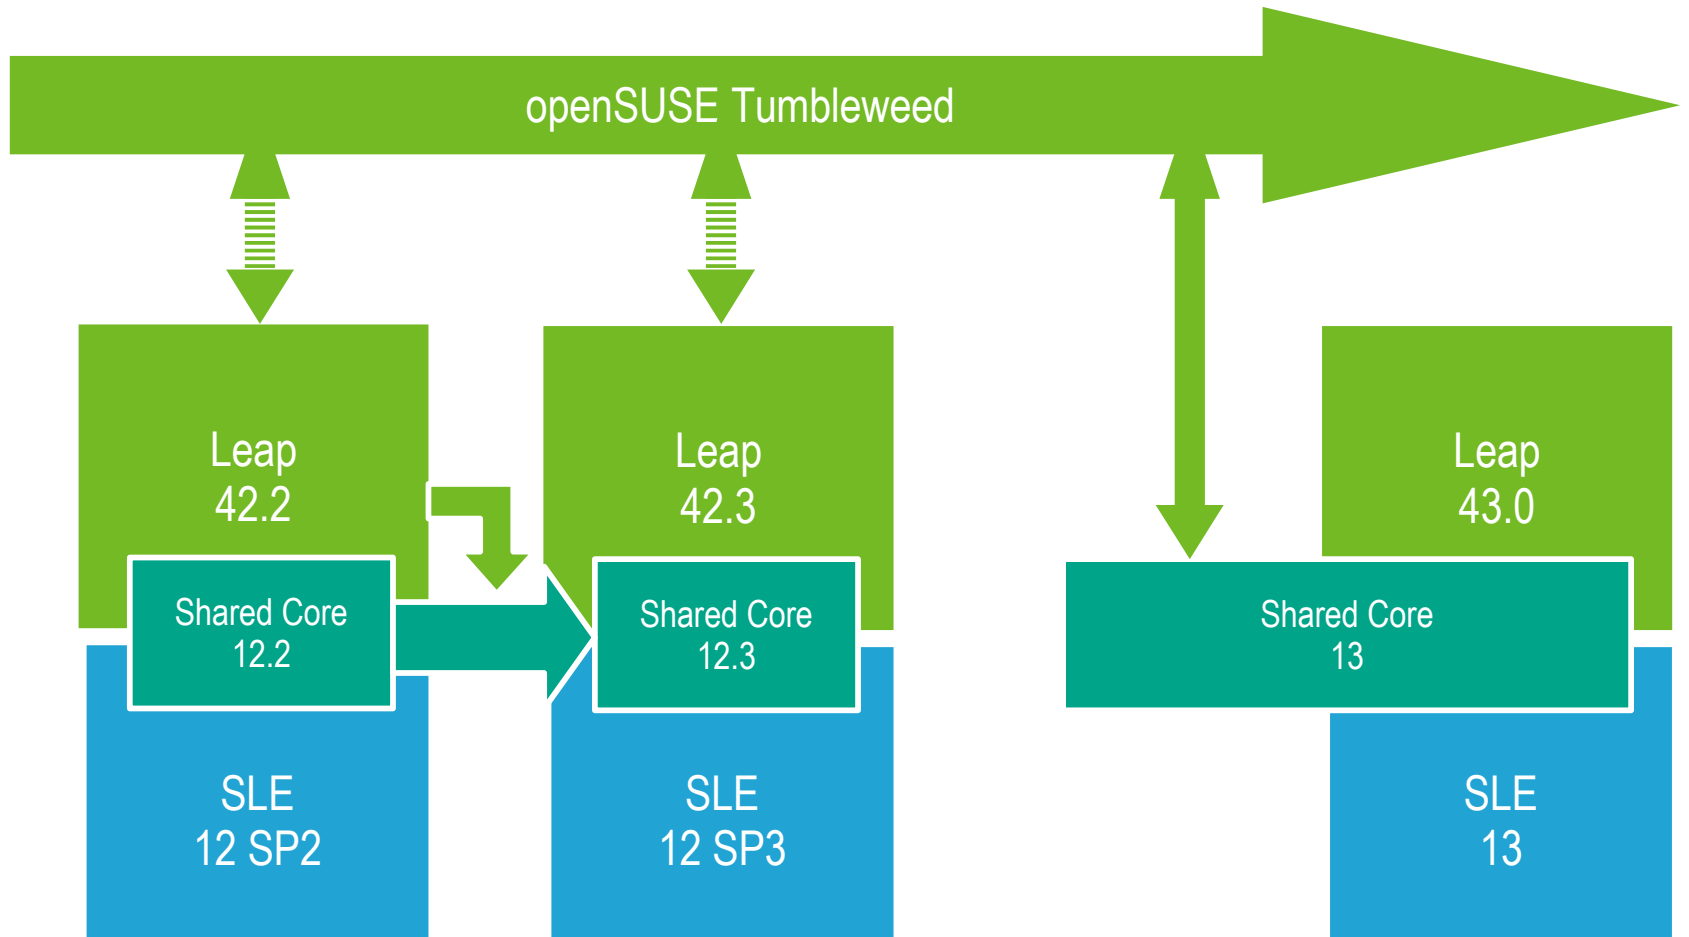 openSUSE Tumbleweed
Leap
42.2
Leap
42.3
Leap
43.0
Shared Core
12.2
Shared Core
12.3
Shared Core
13
SLE
12 SP2
SLE
12 SP3
SLE
13